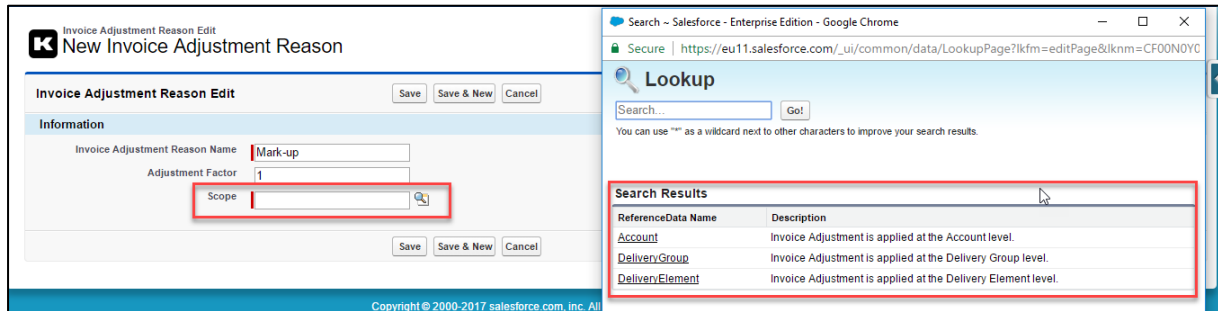 Invoice Adjustment Reason Edit
New Invoice Adjustment Reason
Invoice Adjustment Reason Edit
Save Save & New Cancel
Information
Invoice Adjustment Reason Name Mark-up
Adjustment Factor 1
Scope
Save Save & New Cancel
Copyright © 2000-2017 salesforce.com, inc. All
Search ~ Salesforce - Enterprise Edition - Google Chrome
Secure | https://eu11.salesforce.com/_ui/common/data/LookupPage?lkfm=editPage&lknm=CF00N0Y0
Lookup
Search... Go!
You can use "*" as a wildcard next to other characters to improve your search results.
Search Results
ReferenceData Name Description
Account Invoice Adjustment is applied at the Account level.
DeliveryGroup Invoice Adjustment is applied at the Delivery Group level.
DeliveryElement Invoice Adjustment is applied at the Delivery Element level.